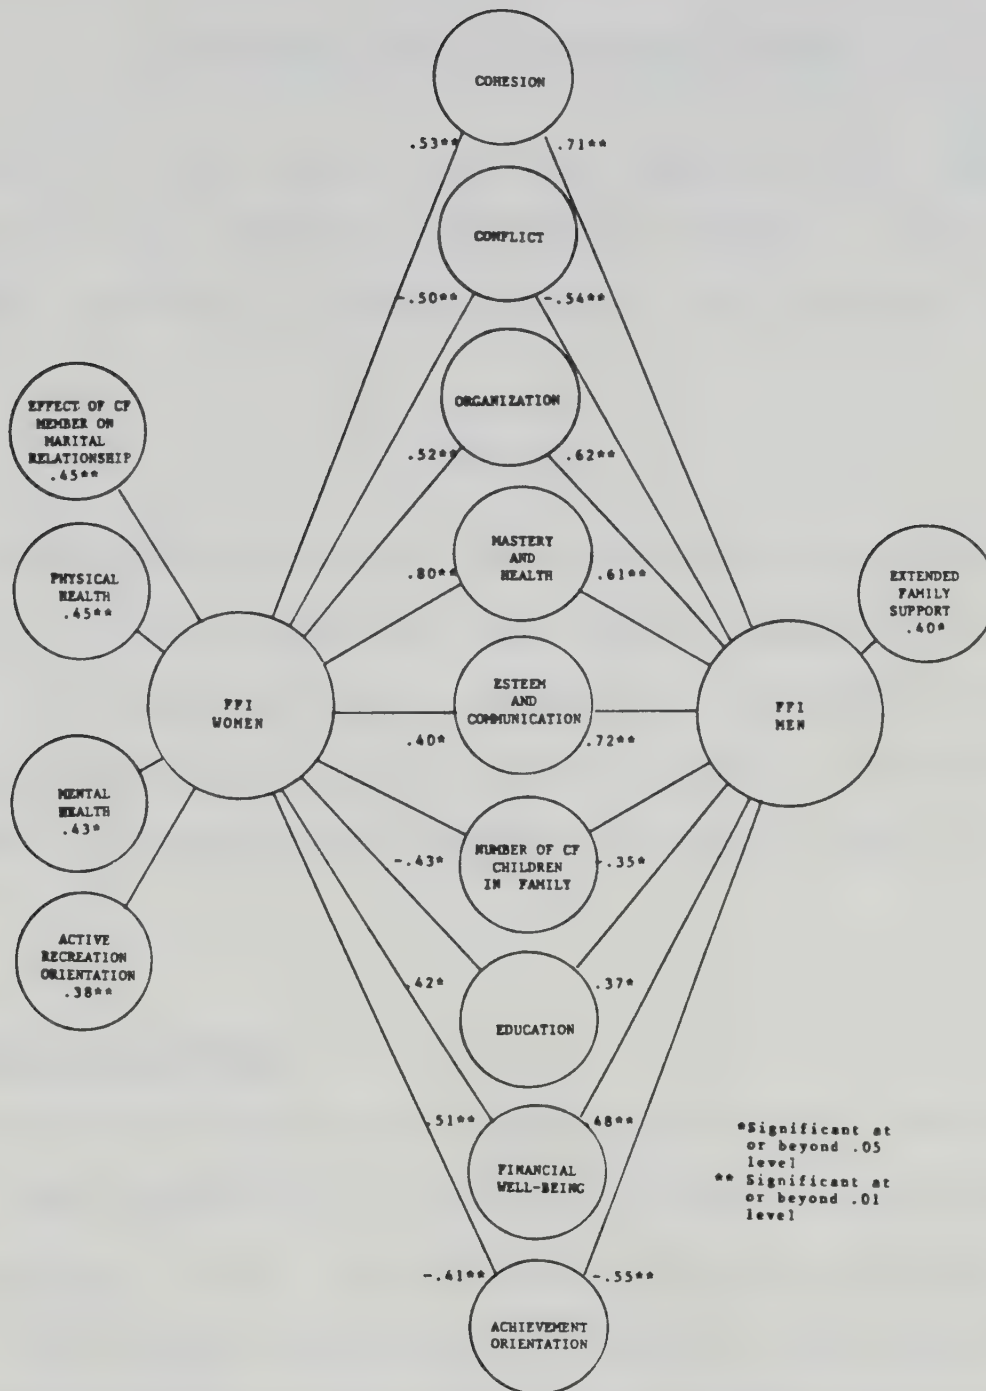 COHESION
.53** .71**
CONFLICT
-.50** -.54**
ORGANIZATION
.52** .62**
EFFECT OF CF
MEMBER ON
MARITAL
RELATIONSHIP
.45**
MASTERY
AND
HEALTH
.80** .61**
PHYSICAL
HEALTH
.45**
EXTENDED
FAMILY
SUPPORT
.40*
FFI
WOMEN
ESTEEM
AND
COMMUNICATION
.40* .72**
FFI
MEN
MENTAL
HEALTH
.43*
NUMBER OF CF
CHILDREN
IN FAMILY
-.43* -.35*
ACTIVE
RECREATION
ORIENTATION
.38**
.42* .37*
EDUCATION
.51** .48**
FINANCIAL
WELL-BEING
*Significant at
or beyond .05
level
** Significant at
or beyond .01
level
-.41** -.55**
ACHIEVEMENT
ORIENTATION